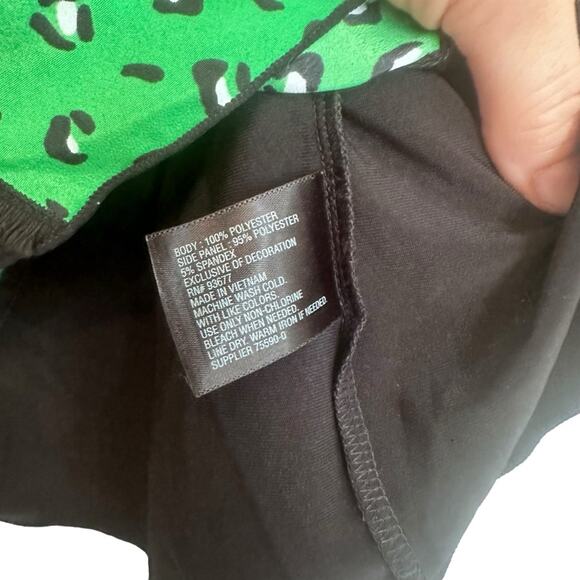 BODY : 100% POLYESTER
SIDE PANEL : 95% POLYESTER
5% SPANDEX
EXCLUSIVE OF DECORATION
RN# 93677
MADE IN VIETNAM
MACHINE WASH COLD.
WITH LIKE COLORS.
USE ONLY NON-CHLORINE
BLEACH WHEN NEEDED.
LINE DRY. WARM IRON IF NEEDED.
SUPPLIER 75590-0